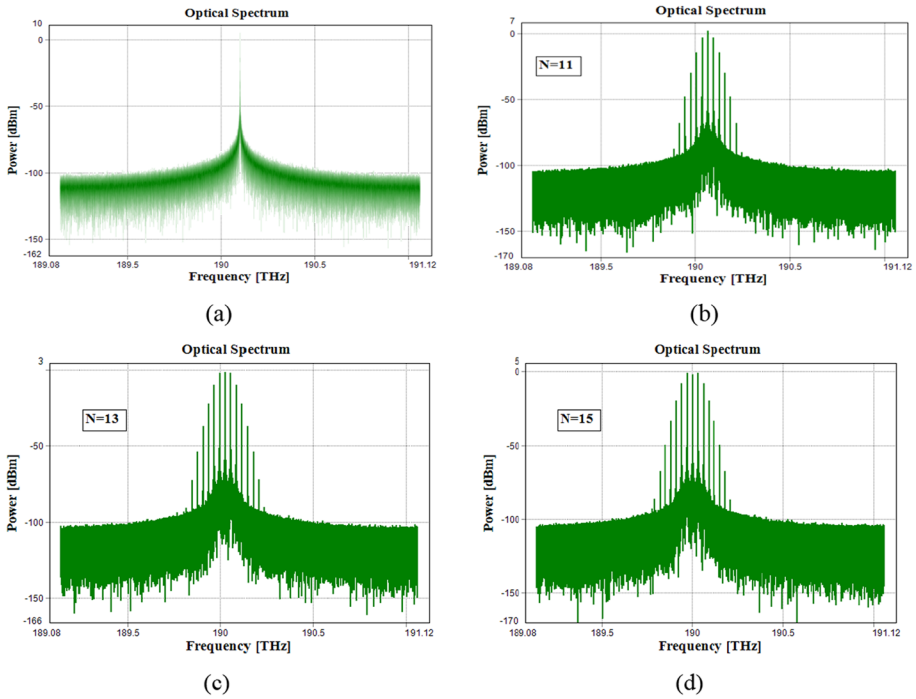 Optical Spectrum
10
0
-50
-100
-150
-162
Power [dBm]
189.08 189.5 190 190.5 191.12
Frequency [THz]
(a)
Optical Spectrum
7
0
-50
-100
-150
-170
Power [dBm]
N=11
189.08 189.5 190 190.5 191.12
Frequency [THz]
(b)
Optical Spectrum
3
-50
-100
-150
-166
Power [dBm]
N=13
189.08 189.5 190 190.5 191.12
Frequency [THz]
(c)
Optical Spectrum
5
0
-50
-100
-150
-170
Power [dBm]
N=15
189.08 189.5 190 190.5 191.12
Frequency [THz]
(d)